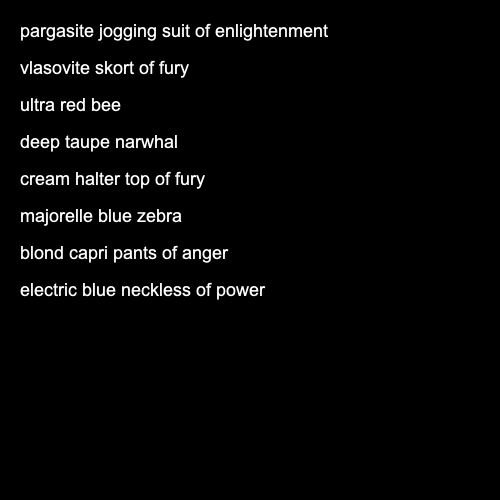 pargasite jogging suit of enlightenment
vlasovite skort of fury
ultra red bee
deep taupe narwhal
cream halter top of fury
majorelle blue zebra
blond capri pants of anger
electric blue neckless of power